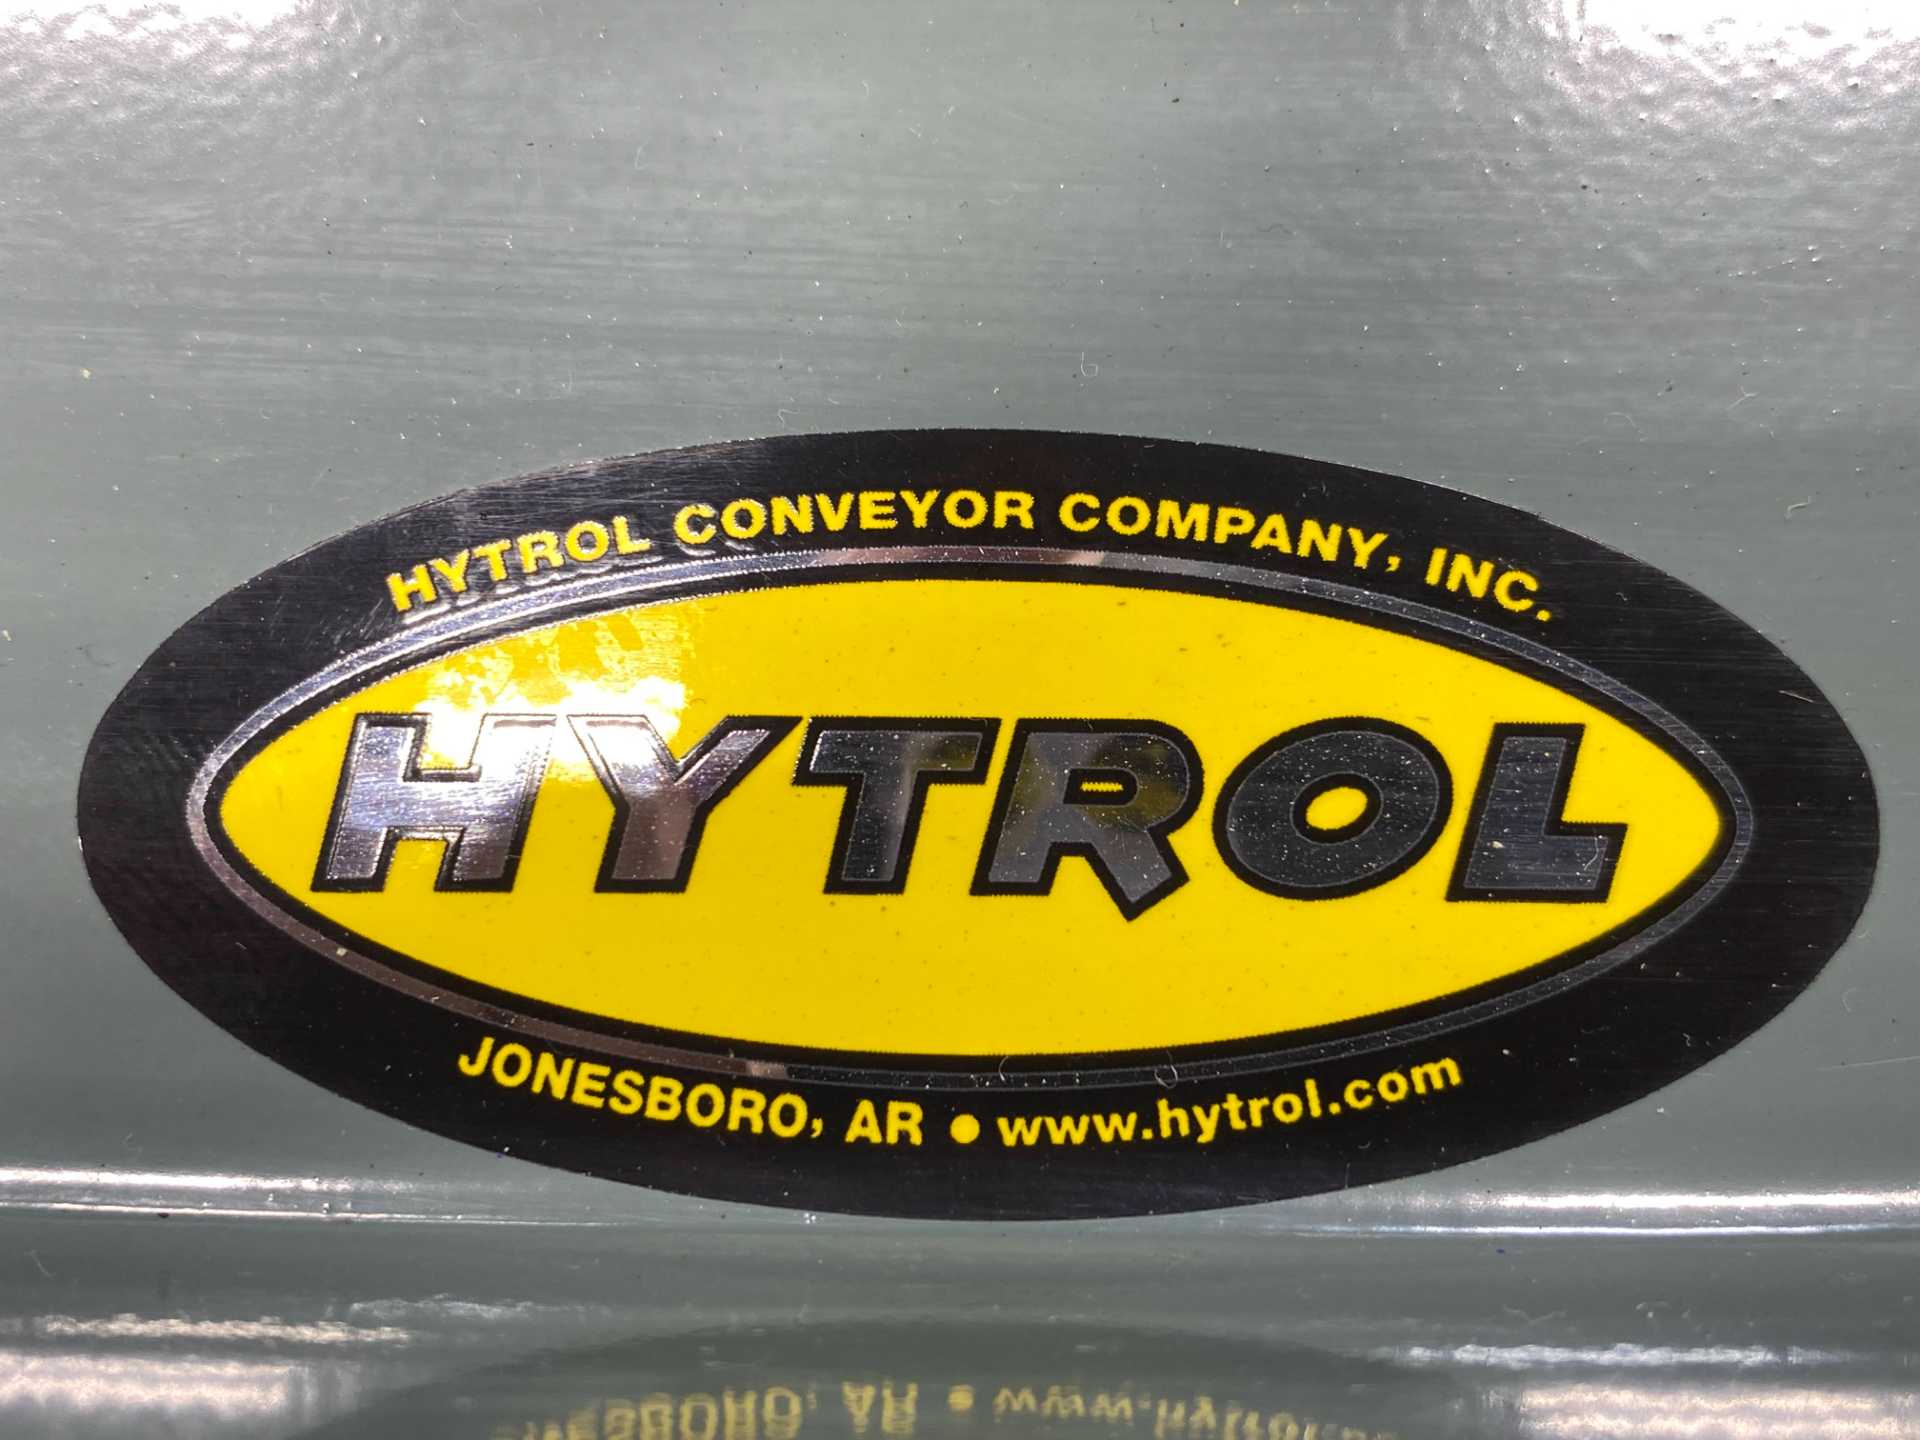 HYTROL CONVEYOR COMPANY, INC.
HYTROL
JONESBORO, AR • www.hytrol.com